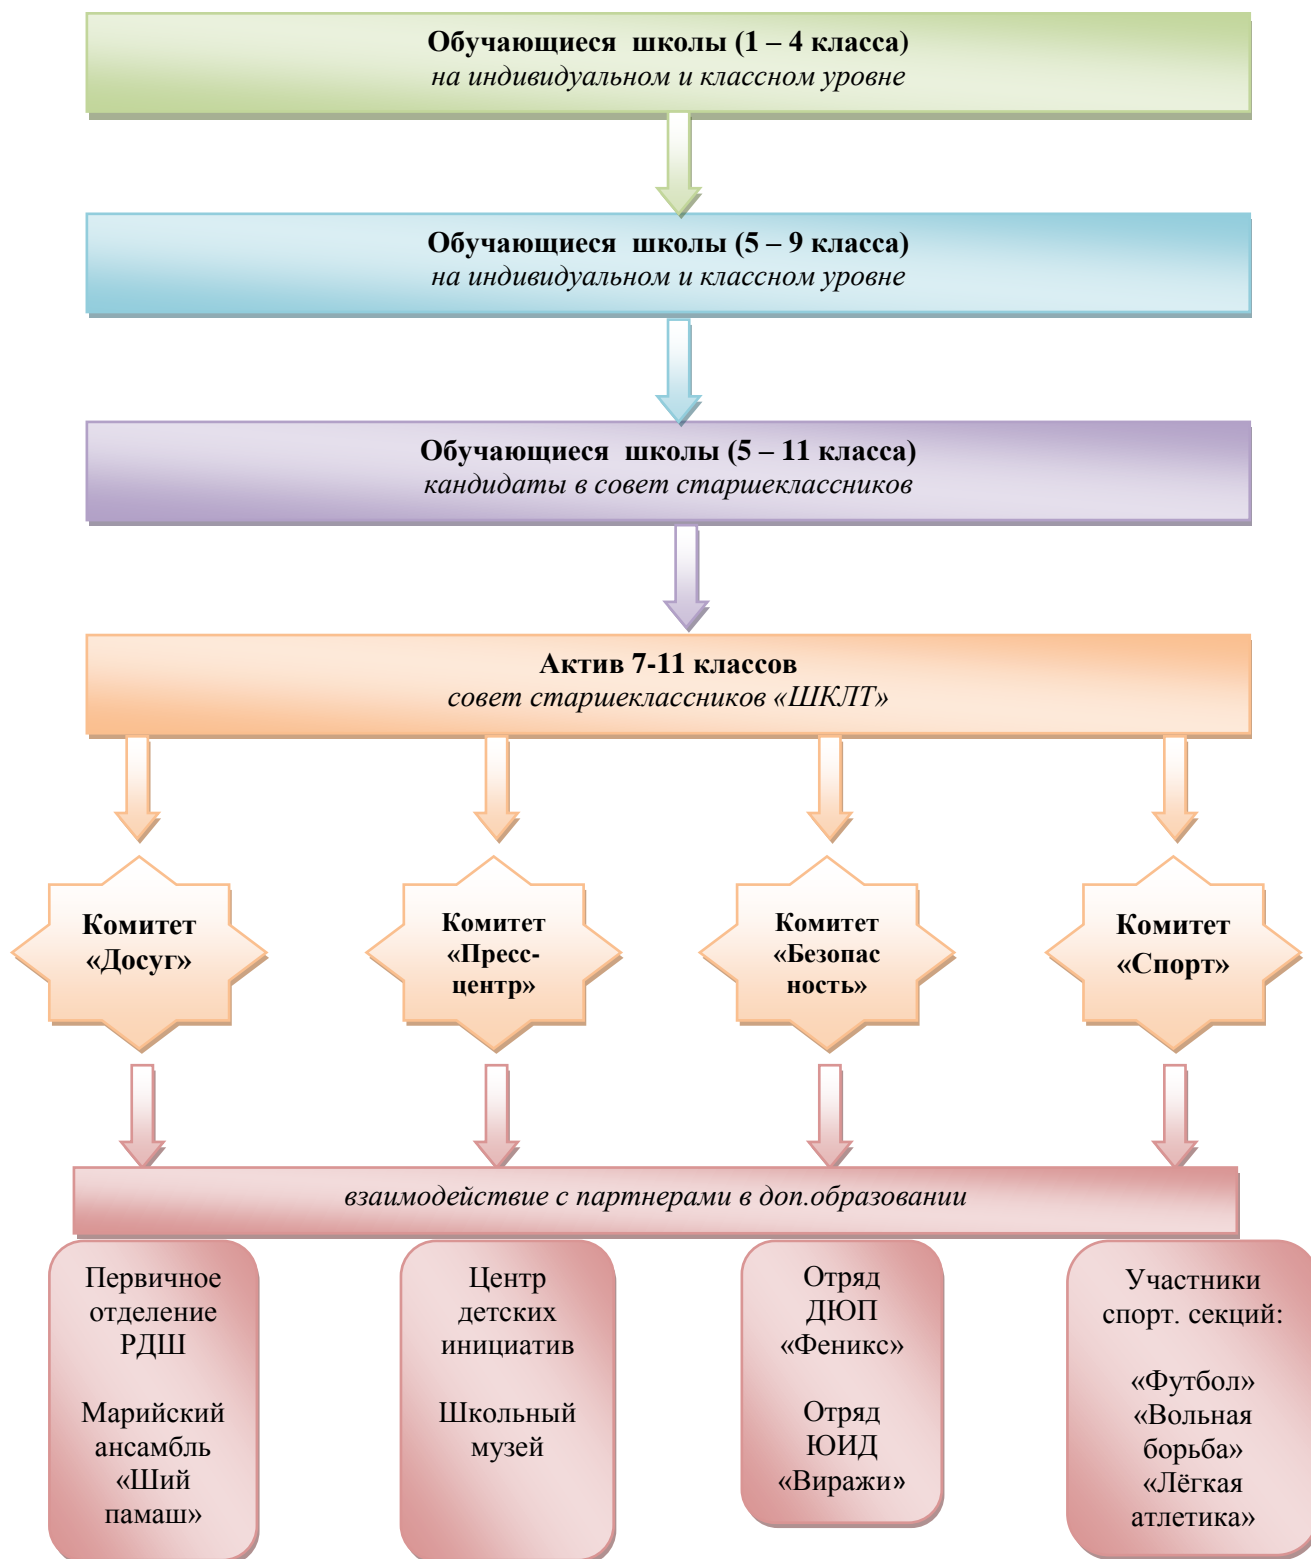 Обучающиеся школы (1 – 4 класса)
на индивидуальном и классном уровне
Обучающиеся школы (5 – 9 класса)
на индивидуальном и классном уровне
Обучающиеся школы (5 – 11 класса)
кандидаты в совет старшеклассников
Актив 7-11 классов
совет старшеклассников «ШКЛТ»
Комитет
«Досуг»
Комитет
«Пресс-
центр»
Комитет
«Безопас
ность»
Комитет
«Спорт»
взаимодействие с партнерами в доп.образовании
Первичное
отделение
РДШ
Марийский
ансамбль
«Ший
памаш»
Центр
детских
инициатив
Школьный
музей
Отряд
ДЮП
«Феникс»
Отряд
ЮИД
«Виражи»
Участники
спорт. секций:
«Футбол»
«Вольная
борьба»
«Лёгкая
атлетика»